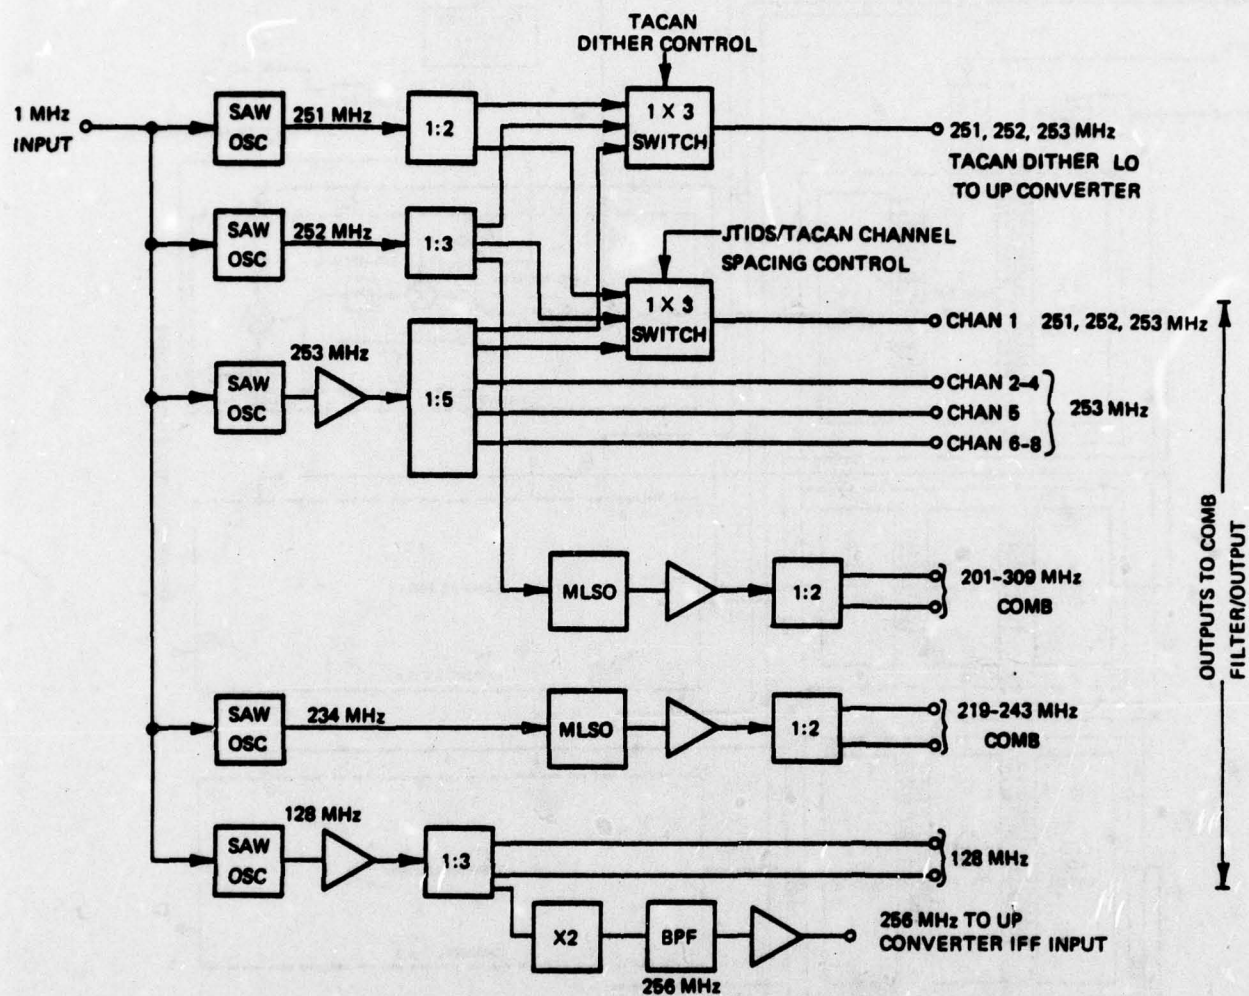 TACAN
DITHER CONTROL
1 MHz
INPUT
SAW
OSC
251 MHz
1:2
1 X 3
SWITCH
251, 252, 253 MHz
TACAN DITHER LO
TO UP CONVERTER
SAW
OSC
252 MHz
1:3
JTIDS/TACAN CHANNEL
SPACING CONTROL
1 X 3
SWITCH
CHAN 1 251, 252, 253 MHz
253 MHz
SAW
OSC
1:5
CHAN 2-4
CHAN 5
CHAN 6-8
253 MHz
MLSO
1:2
201-309 MHz
COMB
OUTPUTS TO COMB
FILTER/OUTPUT
SAW
OSC
234 MHz
MLSO
1:2
219-243 MHz
COMB
128 MHz
SAW
OSC
1:3
128 MHz
X2
BPF
256 MHz
256 MHz TO UP
CONVERTER IFF INPUT